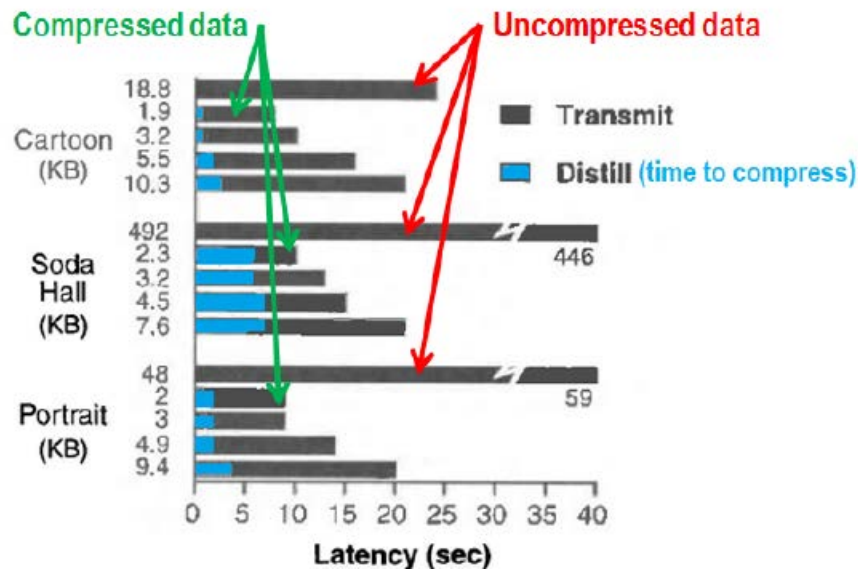 Compressed data
Uncompressed data
18.8
1.9
3.2
5.5
10.3
Cartoon
(KB)
Transmit
Distill (time to compress)
492
2.3
3.2
4.5
7.6
Soda
Hall
(KB)
446
48
2
3
4.9
9.4
Portrait
(KB)
59
0 5 10 15 20 25 30 35 40
Latency (sec)